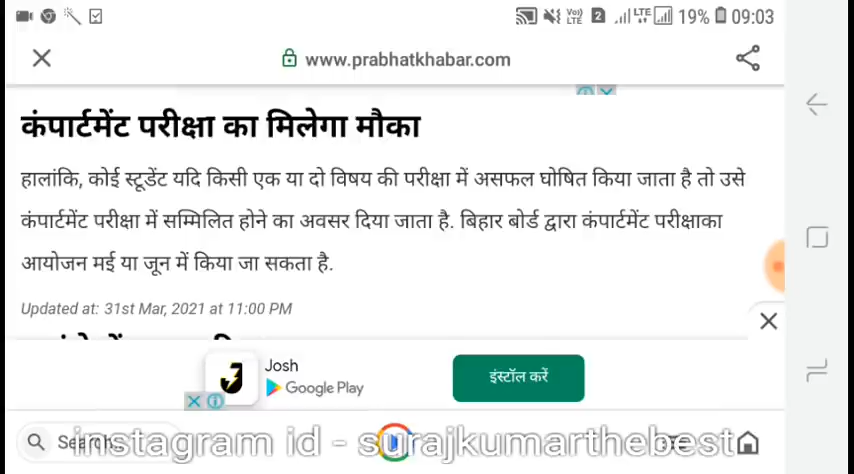 LTE 19% 09:03
www.prabhatkhabar.com
कंपार्टमेंट परीक्षा का मिलेगा मौका
हालांकि, कोई स्टूडेंट यदि किसी एक या दो विषय की परीक्षा में असफल घोषित किया जाता है तो उसे
कंपार्टमेंट परीक्षा में सम्मिलित होने का अवसर दिया जाता है. बिहार बोर्ड द्वारा कंपार्टमेंट परीक्षाका
आयोजन मई या जून में किया जा सकता है.
Updated at: 31st Mar, 2021 at 11:00 PM
Josh
Google Play
इंस्टॉल करें
instagram id - surajkumarthebest